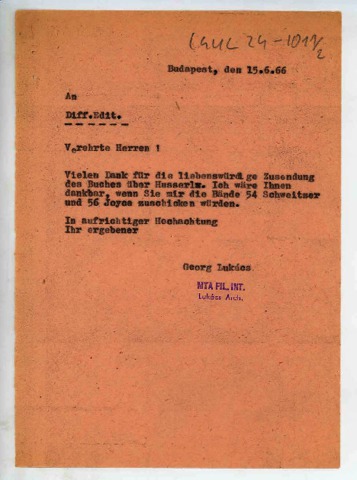 LGYL 24-101 1/2
Budapest, den 15.6.66
An
Diff.Edit.
Verehrte Herren !
Vielen Dank für die liebenswürdige Zusendung
des Buches über Husserl. Ich wäre Ihnen
dankbar, wenn Sie mir die Bände 54 Schweitzer
und 56 Joyce zuschicken würden.
In aufrichtiger Hochachtung
Ihr ergebener
Georg Lukács
MTA FIL. INT.
Lukács Arch.